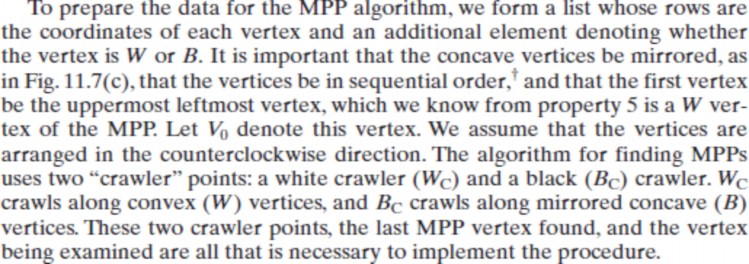 To prepare the data for the MPP algorithm, we form a list whose rows are
the coordinates of each vertex and an additional element denoting whether
the vertex is W or B. It is important that the concave vertices be mirrored, as
in Fig. 11.7(c), that the vertices be in sequential order,† and that the first vertex
be the uppermost leftmost vertex, which we know from property 5 is a W ver-
tex of the MPP. Let V₀ denote this vertex. We assume that the vertices are
arranged in the counterclockwise direction. The algorithm for finding MPPs
uses two “crawler” points: a white crawler (W_C) and a black (B_C) crawler. W_C
crawls along convex (W) vertices, and B_C crawls along mirrored concave (B)
vertices. These two crawler points, the last MPP vertex found, and the vertex
being examined are all that is necessary to implement the procedure.